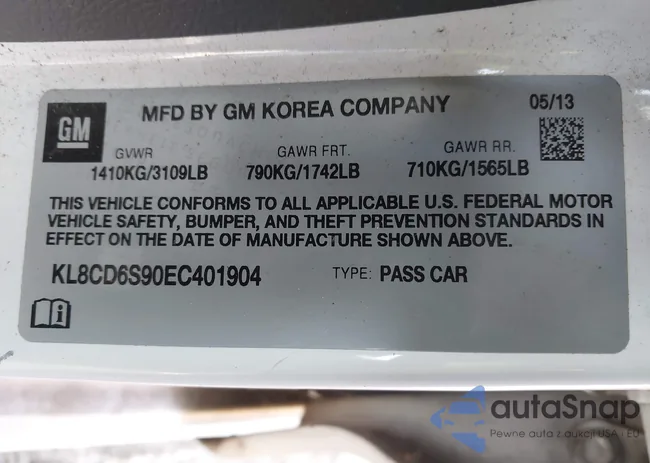 GM
MFD BY GM KOREA COMPANY
05/13
GVWR
GAWR FRT.
GAWR RR.
1410KG/3109LB
790KG/1742LB
710KG/1565LB
THIS VEHICLE CONFORMS TO ALL APPLICABLE U.S. FEDERAL MOTOR
VEHICLE SAFETY, BUMPER, AND THEFT PREVENTION STANDARDS IN
EFFECT ON THE DATE OF MANUFACTURE SHOWN ABOVE.
KL8CD6S90EC401904
TYPE: PASS CAR
autaSnap
Pewne auta z aukcji USA i EU